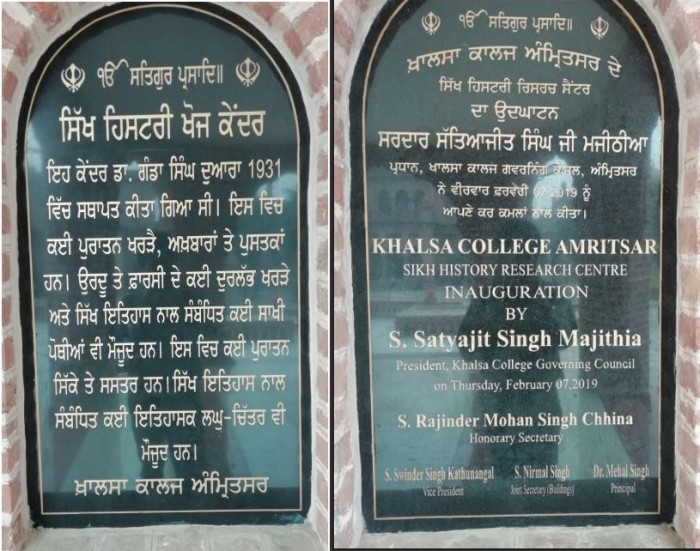 ੴ ਸਤਿਗੁਰ ਪ੍ਰਸਾਦਿ॥
ਸਿੱਖ ਹਿਸਟਰੀ ਖੋਜ ਕੇਂਦਰ
ਇਹ ਕੇਂਦਰ ਡਾ. ਗੰਡਾ ਸਿੰਘ ਦੁਆਰਾ 1931
ਵਿੱਚ ਸਥਾਪਤ ਕੀਤਾ ਗਿਆ ਸੀ। ਇਸ ਵਿਚ
ਕਈ ਪੁਰਾਤਨ ਖਰੜੇ, ਅਖ਼ਬਾਰਾਂ ਤੇ ਪੁਸਤਕਾਂ
ਹਨ। ਉਰਦੂ ਤੇ ਫ਼ਾਰਸੀ ਦੇ ਕਈ ਦੁਰਲੱਭ ਖਰੜੇ
ਅਤੇ ਸਿੱਖ ਇਤਿਹਾਸ ਨਾਲ ਸੰਬੰਧਿਤ ਕਈ ਸਾਖੀ
ਪੋਥੀਆਂ ਵੀ ਮੌਜੂਦ ਹਨ। ਇਸ ਵਿਚ ਕਈ ਪੁਰਾਤਨ
ਸਿੱਕੇ ਤੇ ਸਸਤਰ ਹਨ।ਸਿੱਖ ਇਤਿਹਾਸ ਨਾਲ
ਸੰਬੰਧਿਤ ਕਈ ਇਤਿਹਾਸਕ ਲਘੂ-ਚਿੱਤਰ ਵੀ
ਮੌਜੂਦ ਹਨ।
ਖ਼ਾਲਸਾ ਕਾਲਜ ਅੰਮ੍ਰਿਤਸਰ
ੴ ਸਤਿਗੁਰ ਪ੍ਰਸਾਦਿ॥
ਖ਼ਾਲਸਾ ਕਾਲਜ ਅੰਮ੍ਰਿਤਸਰ ਦੇ
ਸਿੱਖ ਹਿਸਟਰੀ ਰਿਸਰਚ ਸੈਂਟਰ
ਦਾ ਉਦਘਾਟਨ
ਸਰਦਾਰ ਸੱਤਿਆਜੀਤ ਸਿੰਘ ਜੀ ਮਜੀਠੀਆ
ਪ੍ਰਧਾਨ, ਖਾਲਸਾ ਕਾਲਜ ਗਵਰਨਿੰਗ ਕੌਂਸਲ, ਅੰਮ੍ਰਿਤਸਰ
ਨੇ ਵੀਰਵਾਰ ਫਰਵੇਰੀ 07,2019 ਨੂੰ
ਆਪਣੇ ਕਰ ਕਮਲਾਂ ਨਾਲ ਕੀਤਾ।
KHALSA COLLEGE AMRITSAR
SIKH HISTORY RESEARCH CENTRE
INAUGURATION
BY
S. Satyajit Singh Majithia
President, Khalsa College Governing Council
on Thursday, February 07,2019
S. Rajinder Mohan Singh Chhina
Honorary Secretary
S. Swinder Singh Kathunangal S. Nirmal Singh Dr. Mehal Singh
Vice President Joint Secretary (Buildings) Principal